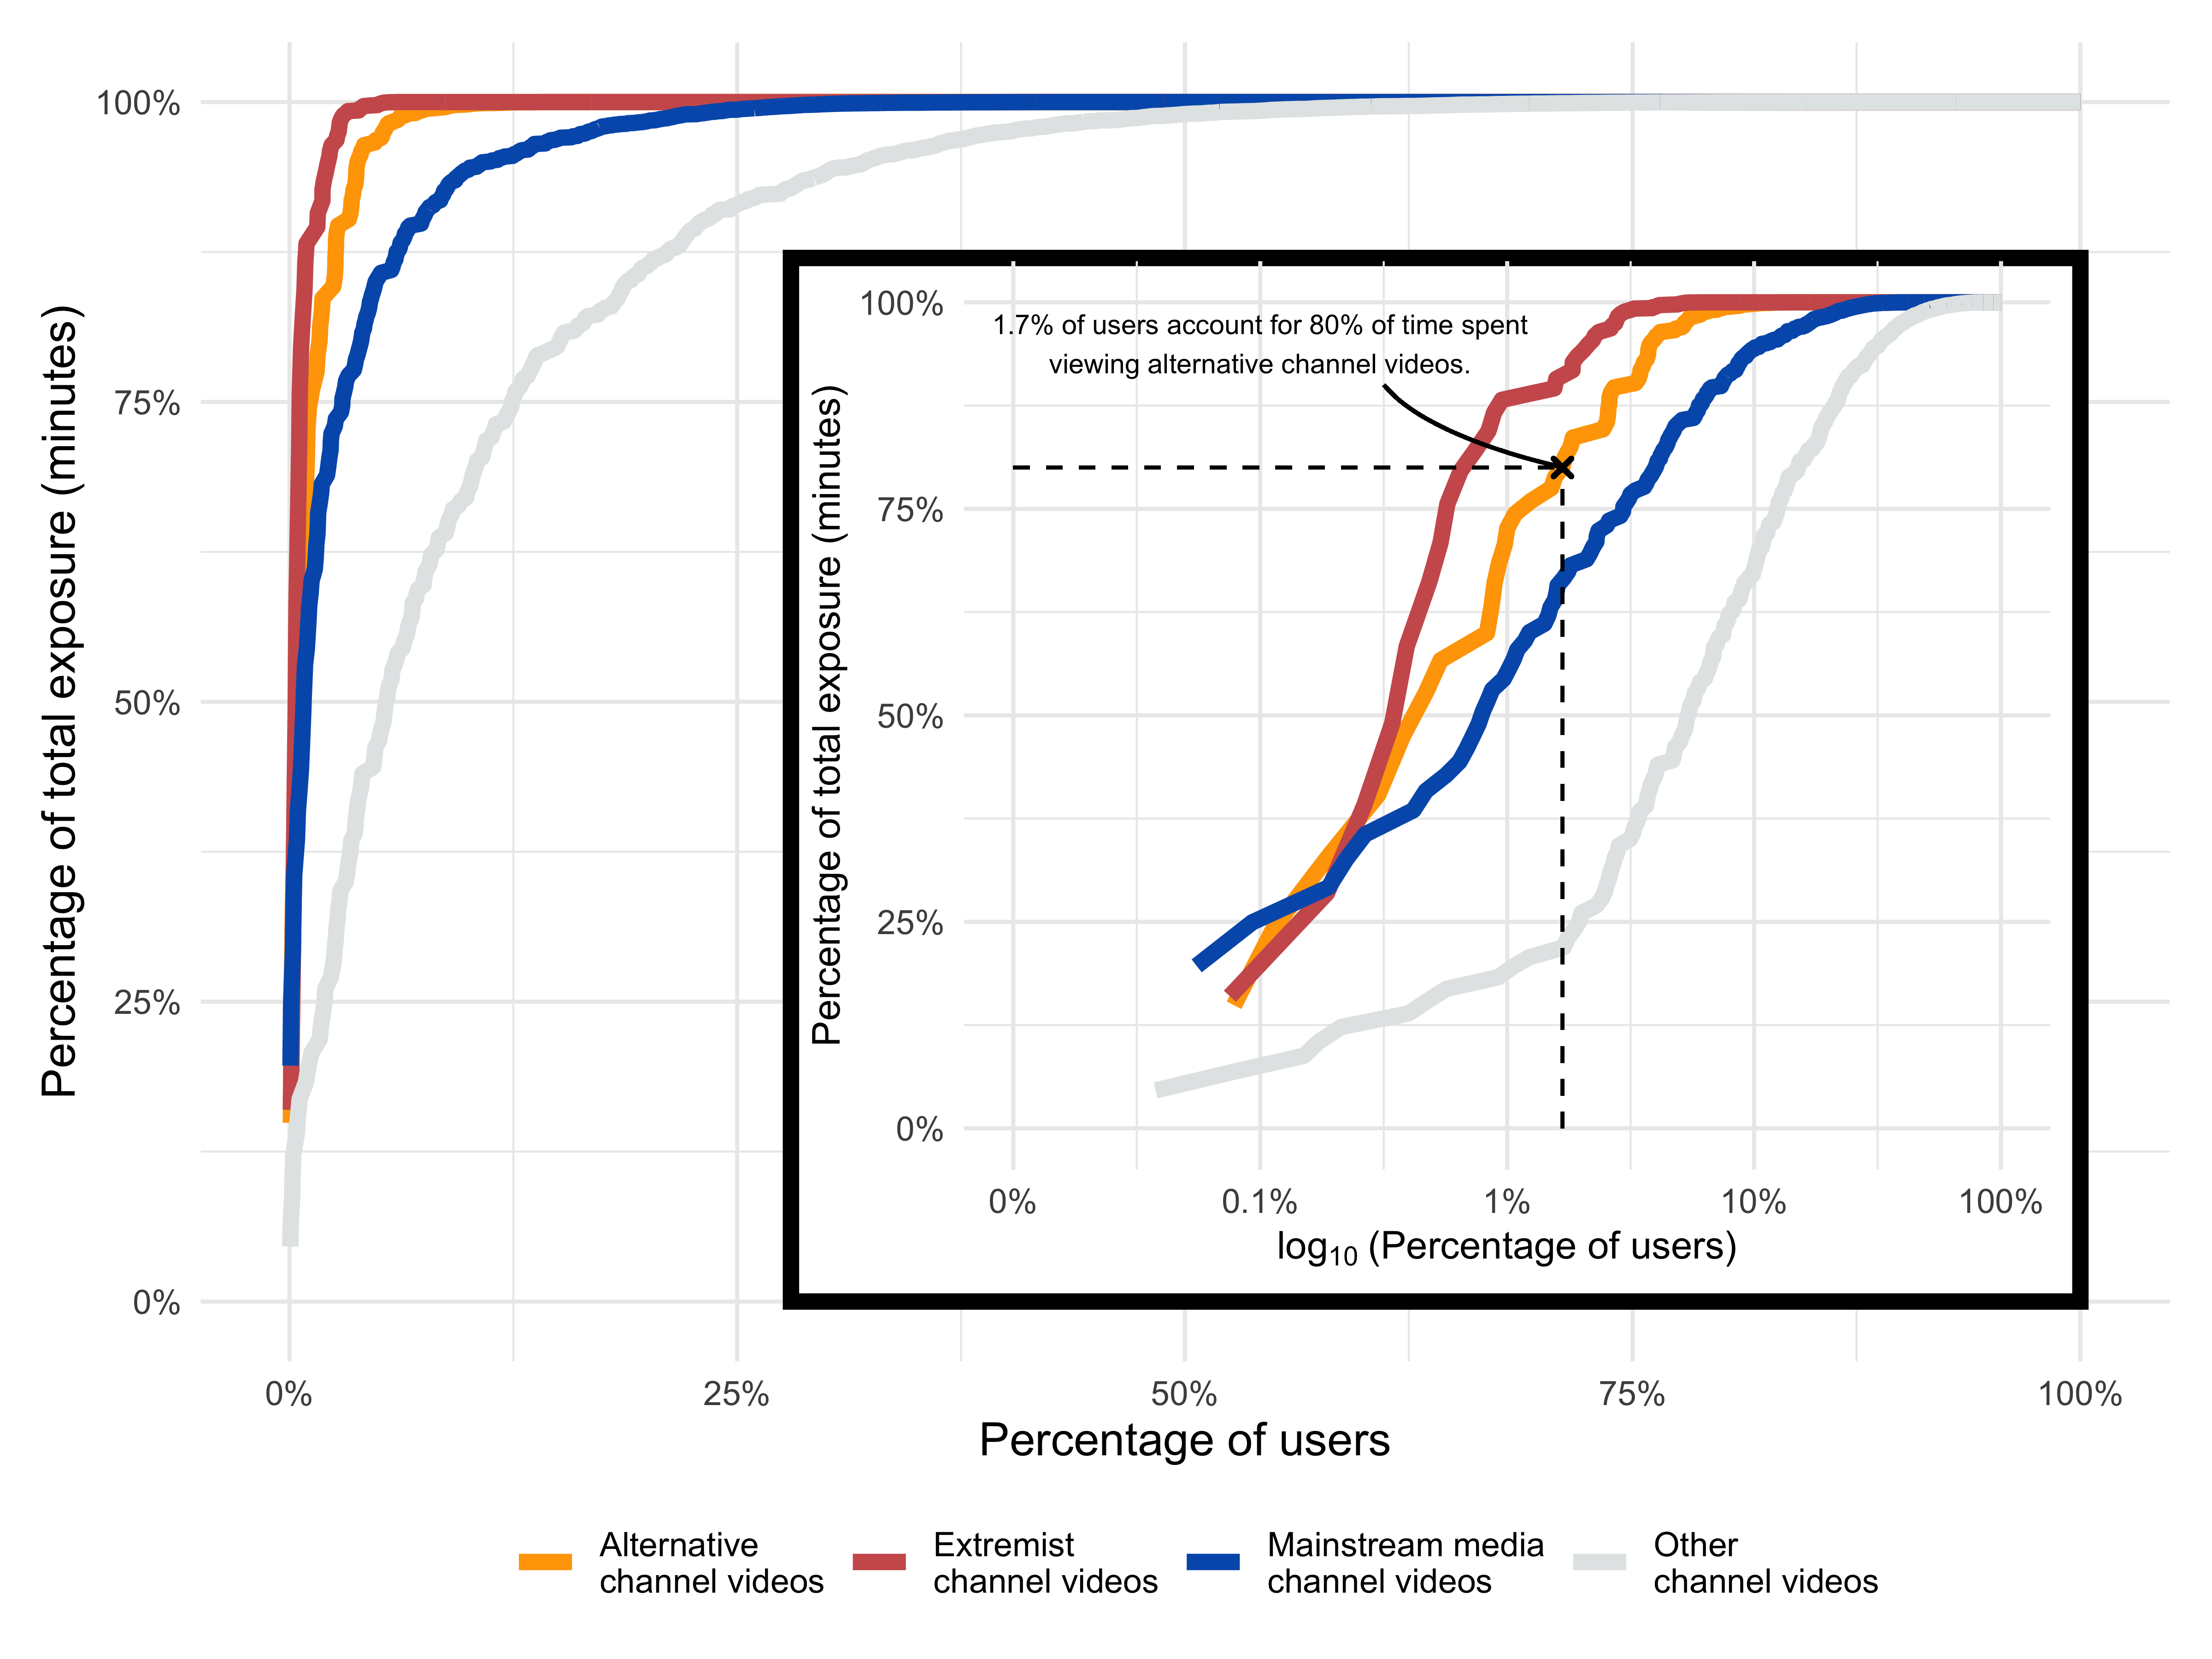 Percentage of total exposure (minutes)
100%
75%
50%
25%
0%
0%
25%
50%
75%
100%
Percentage of users
Percentage of total exposure (minutes)
100%
75%
50%
25%
0%
1.7% of users account for 80% of time spent
viewing alternative channel videos.
0%
0.1%
1%
10%
100%
log10 (Percentage of users)
Alternative
channel videos
Extremist
channel videos
Mainstream media
channel videos
Other
channel videos